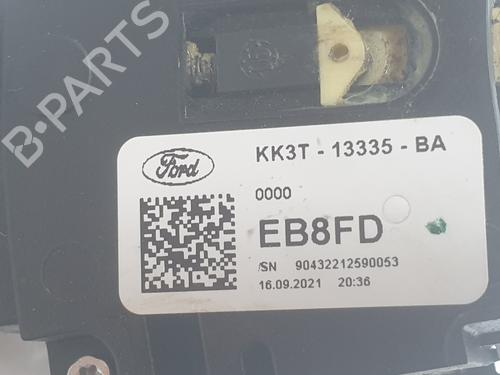 B-PARTS
Ford
KK3T - 13335 - BA
0000
EB8FD
/SN 90432212590053
16.09.2021 20:36